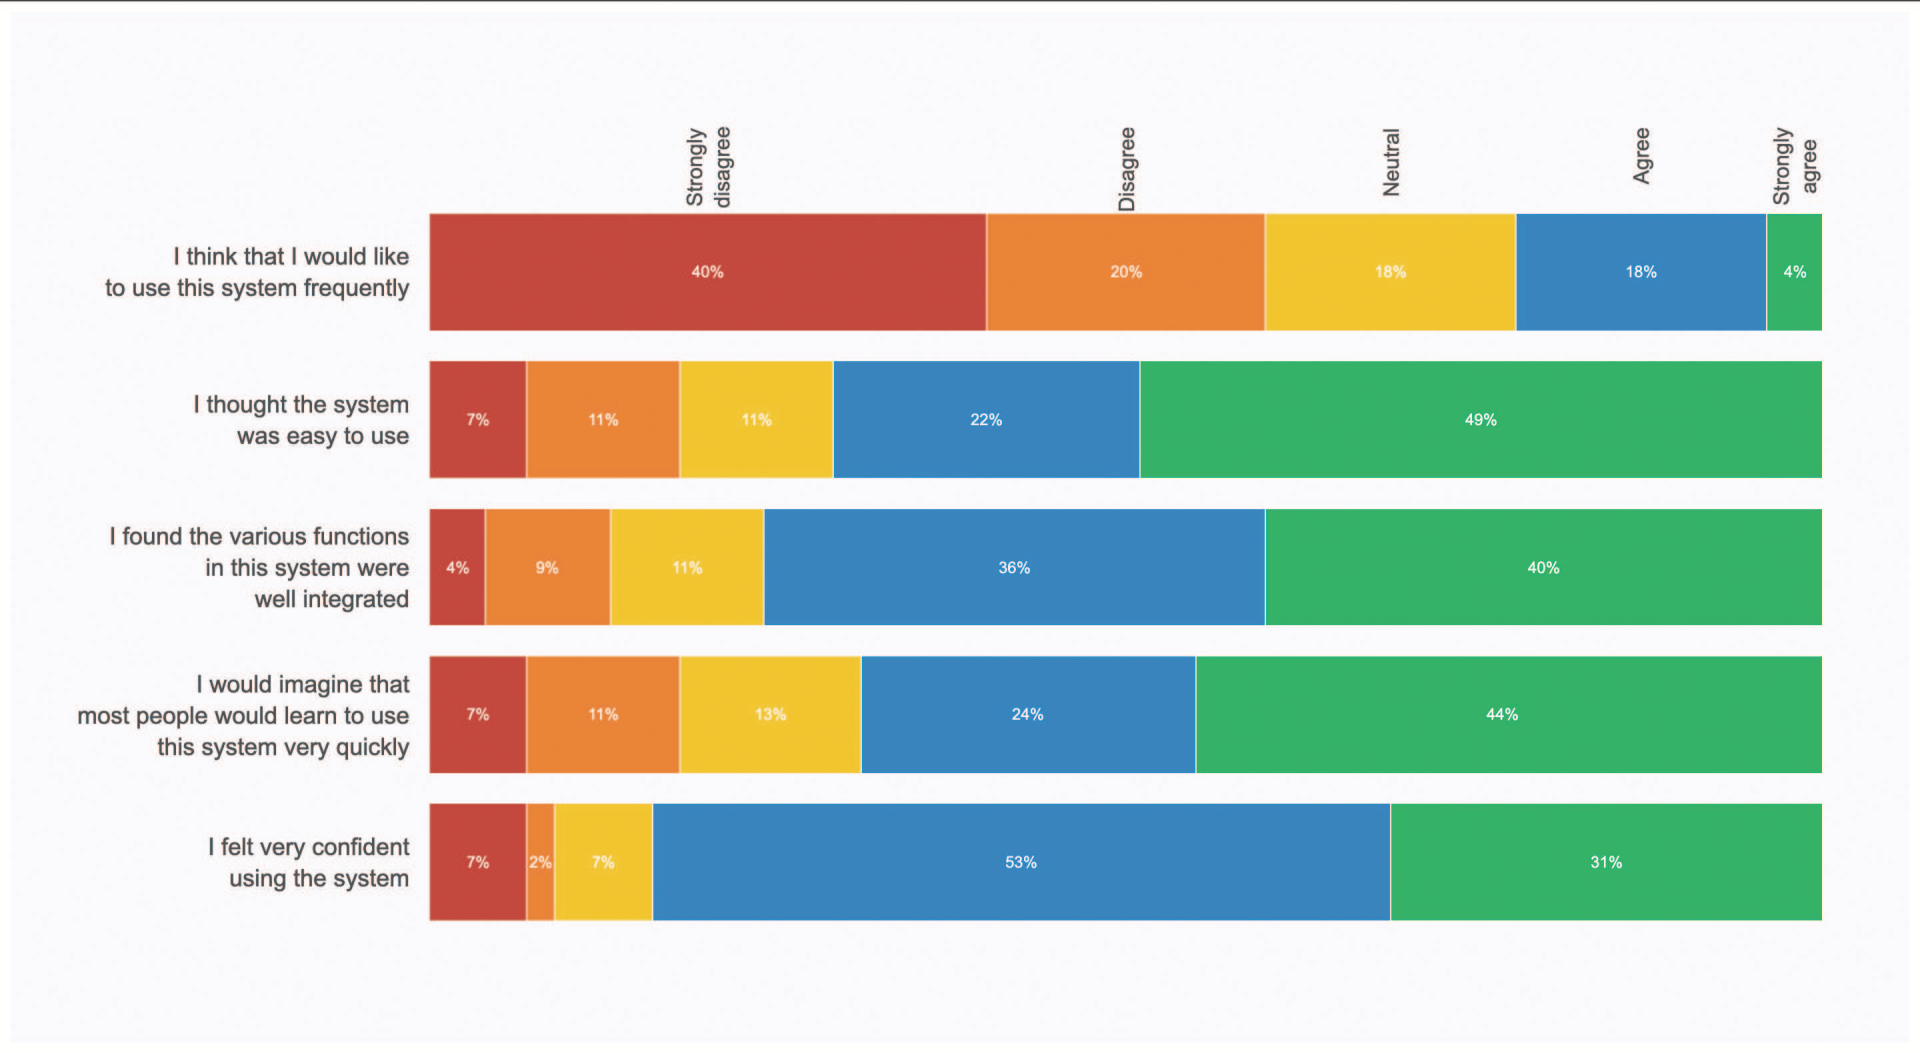 Strongly
disagree
Disagree
Neutral
Agree
Strongly
agree
I think that I would like
to use this system frequently
40%
20%
18%
18%
4%
I thought the system
was easy to use
7%
11%
11%
22%
49%
I found the various functions
in this system were
well integrated
4%
9%
11%
36%
40%
I would imagine that
most people would learn to use
this system very quickly
7%
11%
13%
24%
44%
I felt very confident
using the system
7%
2%
7%
53%
31%